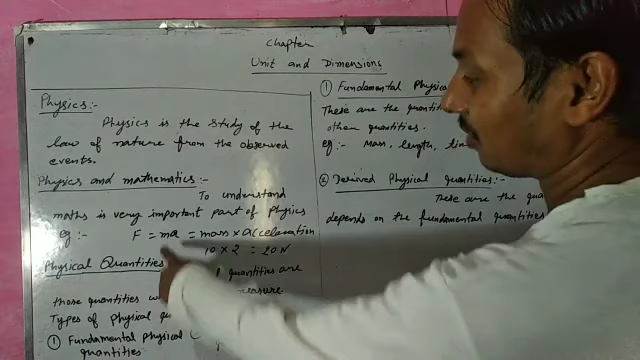 Chapter
Unit and Dimensions
Physics:-
Physics is the study of the
law of nature from the observed
events.
Physics and mathematics:-
To understand
maths is very important part of Physics
eg:- F = ma = mass x acceleration
10 x 2 = 20 N
Physical Quantities
quantities are
those quantities
measure
Types of physical
① Fundamental physical
quantities
① Fundamental Physical
These are the
other quantities.
eg:- Mass, length,
② Derived Physical quantities:-
These are the
depends on the fundamental quantities